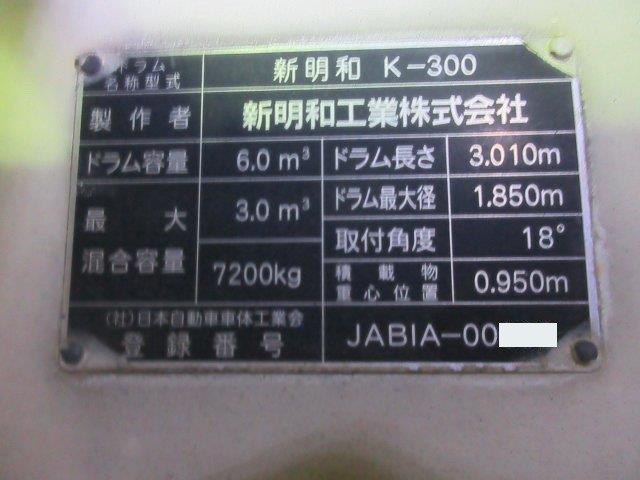 ドラム
名称型式
新明和 K-300
製作者
新明和工業株式会社
ドラム容量
6.0 m³
ドラム長さ
3.010m
最大
混合容量
3.0 m³
7200kg
ドラム最大径
1.850m
取付角度
18°
積載物
重心位置
0.950m
(社)日本自動車車体工業会
登録番号
JABIA-00